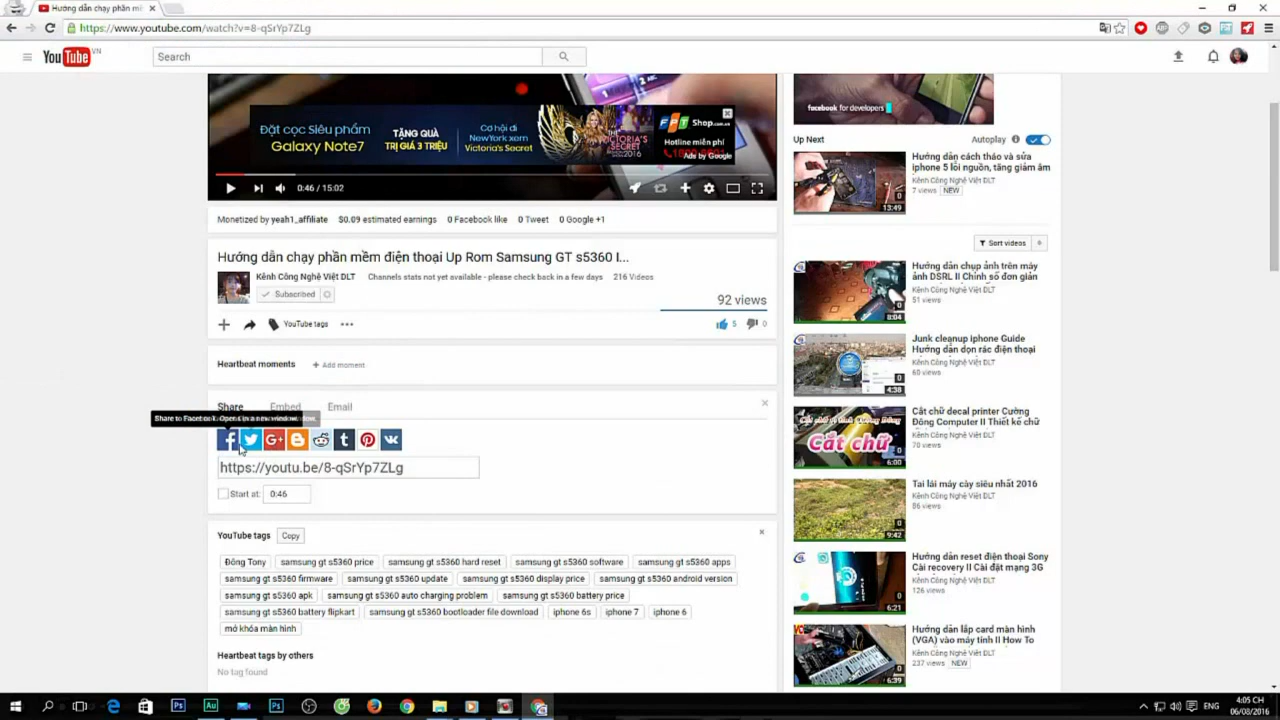 Hướng dẫn chạy phần mề
https://www.youtube.com/watch?v=8-qSrYp7ZLg
YouTube VN
Search
Đặt cọc Siêu phẩm
Galaxy Note7
TẶNG QUÀ
TRỊ GIÁ 3 TRIỆU
Cơ hội đi
NewYork xem
Victoria's Secret
THE
VICTORIA'S
SECRET
2016
FPT Shop.com.vn
Hotline miễn phí
Ads by Google
0:46 / 15:02
Monetized by yeah1_affiliate
$0.09 estimated earnings
0 Facebook like
0 Tweet
0 Google +1
Hướng dẫn chạy phần mềm điện thoại Up Rom Samsung GT s5360 I...
Kênh Công Nghệ Việt DLT
Channels stats not yet available - please check back in a few days
216 Videos
Subscribed
92 views
YouTube tags
5
0
Heartbeat moments
Add moment
Share
Embed
Email
Share to Facebook. Opens in a new window.
https://youtu.be/8-qSrYp7ZLg
Start at:
0:46
YouTube tags
Copy
Đông Tony
samsung gt s5360 price
samsung gt s5360 hard reset
samsung gt s5360 software
samsung gt s5360 apps
samsung gt s5360 firmware
samsung gt s5360 update
samsung gt s5360 display price
samsung gt s5360 android version
samsung gt s5360 apk
samsung gt s5360 auto charging problem
samsung gt s5360 battery price
samsung gt s5360 battery flipkart
samsung gt s5360 bootloader file download
iphone 6s
iphone 7
iphone 6
mở khóa màn hình
Heartbeat tags by others
No tag found
facebook for developers
Up Next
Autoplay
Hướng dẫn cách tháo và sửa
iphone 5 lỗi nguồn, tăng giảm âm
Kênh Công Nghệ Việt DLT
7 views NEW
0
13:49
Sort videos
Hướng dẫn chụp ảnh trên máy
ảnh DSRL II Chỉnh số đơn giản
Kênh Công Nghệ Việt DLT
51 views
0
8:04
Junk cleanup iphone Guide
Hướng dẫn dọn rác điện thoại
Kênh Công Nghệ Việt DLT
60 views
0
4:38
Cắt chữ decal printer Cường
Đông Computer II Thiết kế chữ
Kênh Công Nghệ Việt DLT
70 views
Cắt chữ
0
6:00
Tai lái máy cày siêu nhất 2016
Kênh Công Nghệ Việt DLT
86 views
0
9:42
Hướng dẫn reset điện thoại Sony
Cài recovery II Cài đặt mạng 3G
Kênh Công Nghệ Việt DLT
126 views
0
6:21
Hướng dẫn lắp card màn hình
(VGA) vào máy tính II How To
Kênh Công Nghệ Việt DLT
237 views NEW
0
6:39
ENG
4:05 CH
06/08/2016